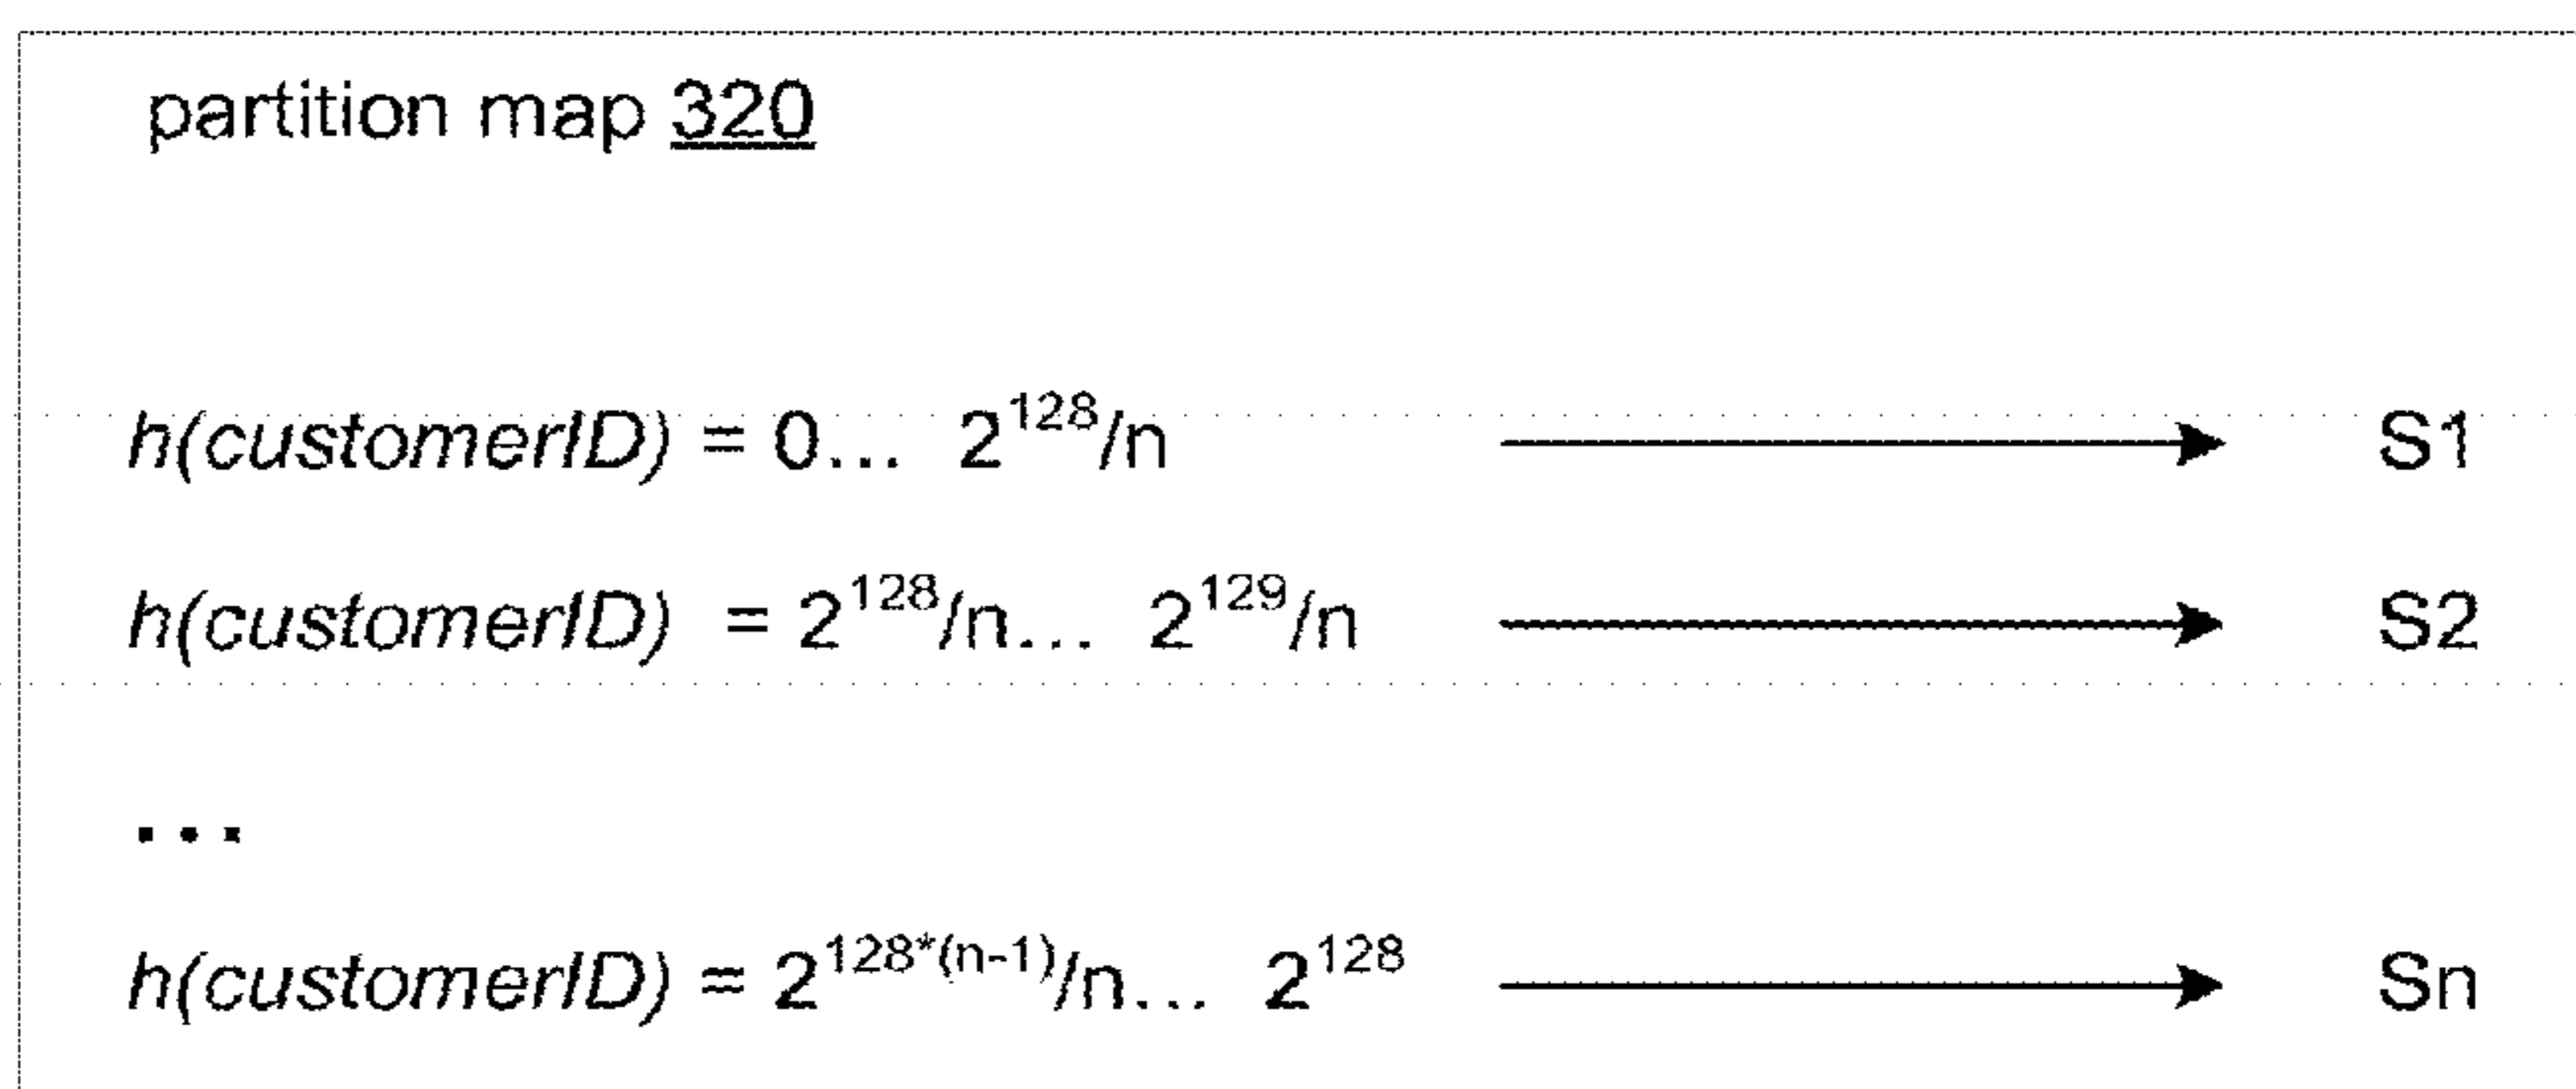 partition map 320
h(customerID) = 0... 2^128/n S1
h(customerID) = 2^128/n... 2^129/n S2
...
h(customerID) = 2^128*(n-1)/n... 2^128 Sn